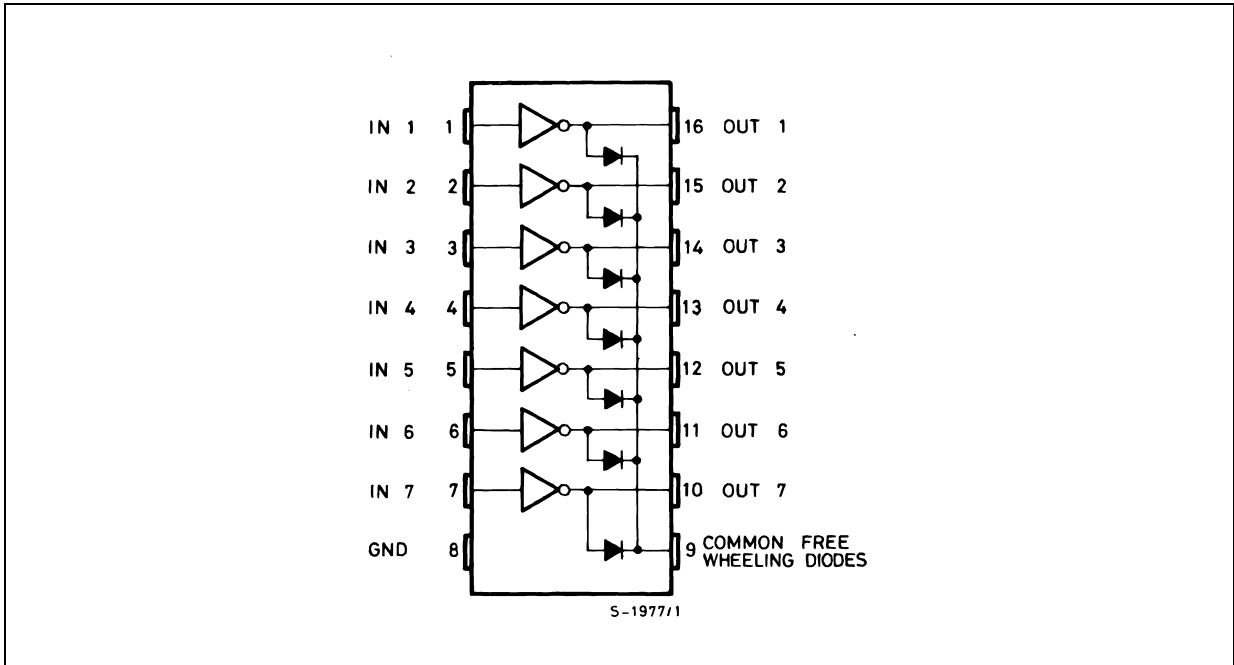 IN 1 1 16 OUT 1
IN 2 2 15 OUT 2
IN 3 3 14 OUT 3
IN 4 4 13 OUT 4
IN 5 5 12 OUT 5
IN 6 6 11 OUT 6
IN 7 7 10 OUT 7
GND 8 9 COMMON FREE
WHEELING DIODES
S-1977/1